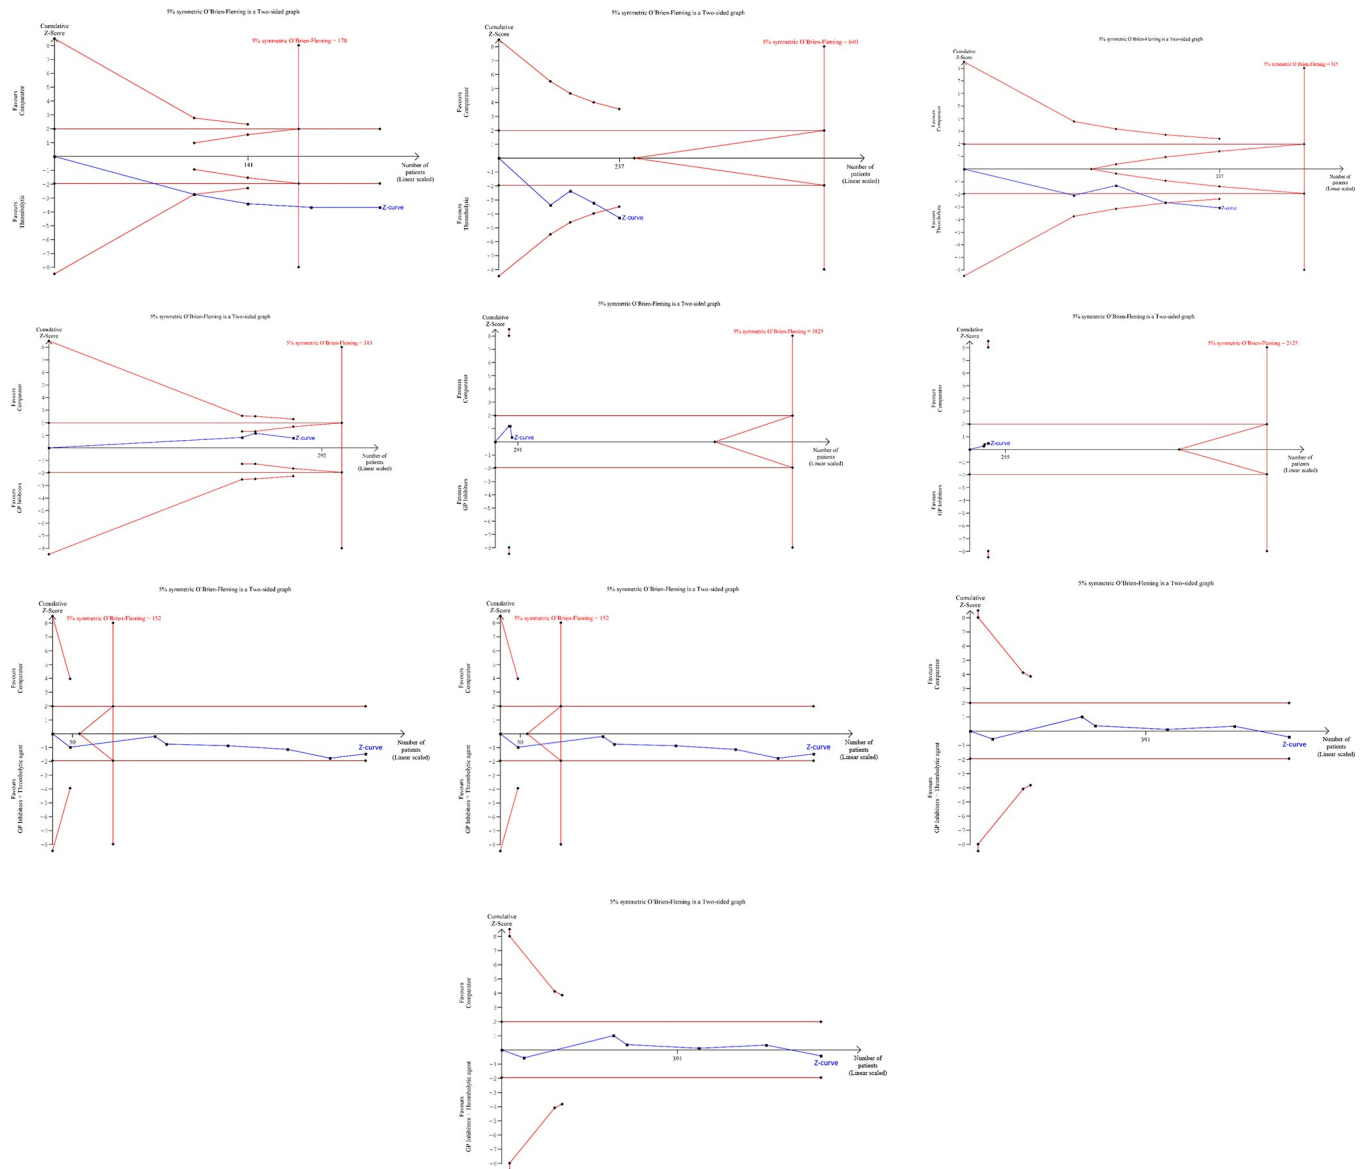 5% symmetric O'Brien-Fleming is a Two-sided graph
Cumulative
Z-Score
5% symmetric O'Brien-Fleming = 178
Favours
Comparator
141
Number of
patients
(Linear scaled)
Favours
Thrombolytic
Z-curve
5% symmetric O'Brien-Fleming is a Two-sided graph
Cumulative
Z-Score
5% symmetric O'Brien-Fleming = 640
Favours
Comparator
237
Number of
patients
(Linear scaled)
Favours
Thrombolytic
Z-curve
5% symmetric O'Brien-Fleming is a Two-sided graph
Cumulative
Z-Score
Favours
Comparator
237
Number of
patients
(Linear scaled)
Favours
Thrombolytic
Z-curve
5% symmetric O'Brien-Fleming is a Two-sided graph
Cumulative
Z-Score
Favours
Comparator
Z-curve
292
Number of
patients
(Linear scaled)
Favours
GP Inhibitors
5% symmetric O'Brien-Fleming is a Two-sided graph
Cumulative
Z-Score
5% symmetric O'Brien-Fleming = 3825
Favours
Comparator
Z-curve
291
Number of
patients
(Linear scaled)
Favours
GP Inhibitors
5% symmetric O'Brien-Fleming is a Two-sided graph
Cumulative
Z-Score
5% symmetric O'Brien-Fleming = 2125
Favours
Comparator
Z-curve
Number of
patients
(Linear scaled)
Favours
GP Inhibitors
5% symmetric O'Brien-Fleming is a Two-sided graph
Cumulative
Z-Score
5% symmetric O'Brien-Fleming = 152
Favours
Comparator
50
Number of
patients
(Linear scaled)
Z-curve
Favours
GP Inhibitors + Thrombolytic agent
5% symmetric O'Brien-Fleming is a Two-sided graph
Cumulative
Z-Score
5% symmetric O'Brien-Fleming = 152
Favours
Comparator
50
Number of
patients
(Linear scaled)
Z-curve
Favours
GP Inhibitors + Thrombolytic agent
5% symmetric O'Brien-Fleming is a Two-sided graph
Cumulative
Z-Score
Favours
Comparator
391
Number of
patients
(Linear scaled)
Z-curve
Favours
GP Inhibitors + Thrombolytic agent
5% symmetric O'Brien-Fleming is a Two-sided graph
Cumulative
Z-Score
Favours
Comparator
391
Number of
patients
(Linear scaled)
Z-curve
Favours
GP Inhibitors + Thrombolytic agent